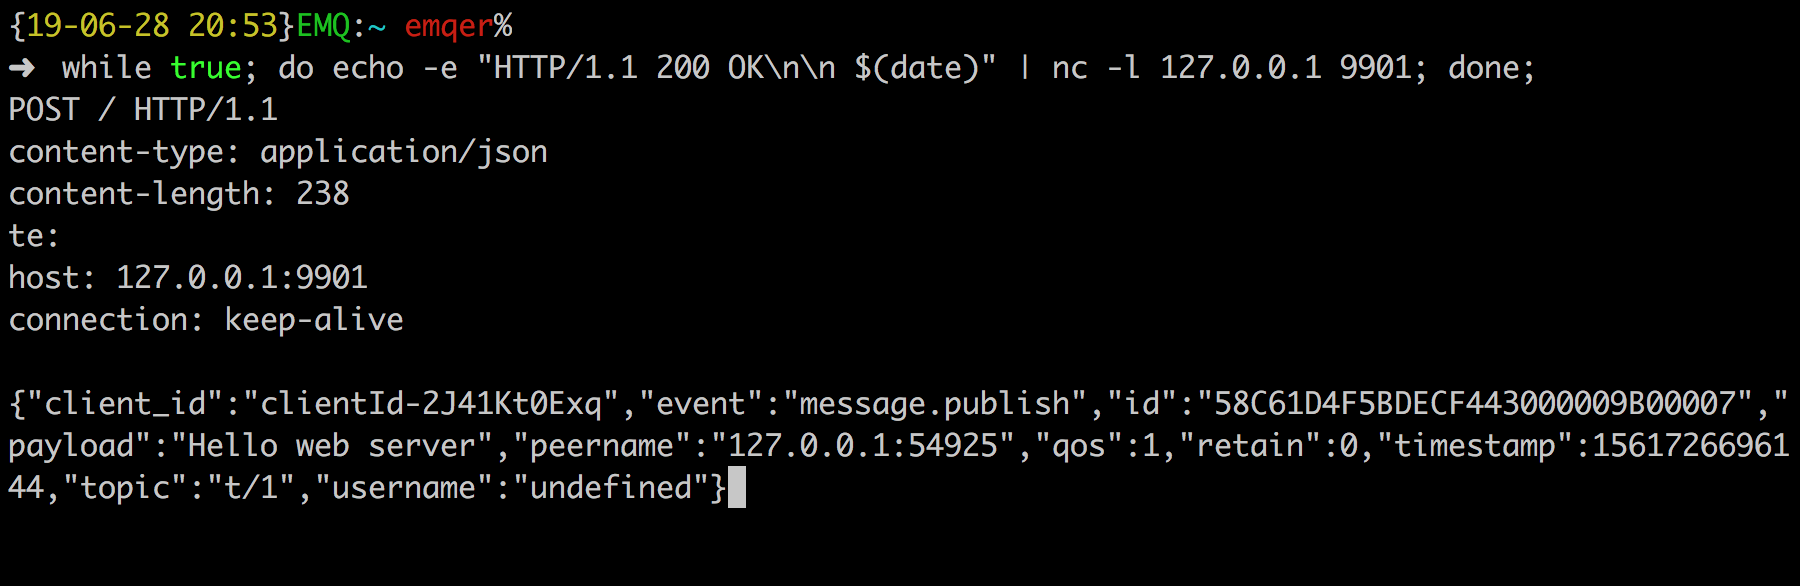 {19-06-28 20:53}EMQ:~ emqer%
➜ while true; do echo -e "HTTP/1.1 200 OK\n\n $(date)" | nc -l 127.0.0.1 9901; done;
POST / HTTP/1.1
content-type: application/json
content-length: 238
te:
host: 127.0.0.1:9901
connection: keep-alive

{"client_id":"clientId-2J41Kt0Exq","event":"message.publish","id":"58C61D4F5BDECF443000009B00007","
payload":"Hello web server","peername":"127.0.0.1:54925","qos":1,"retain":0,"timestamp":15617266961
44,"topic":"t/1","username":"undefined"}